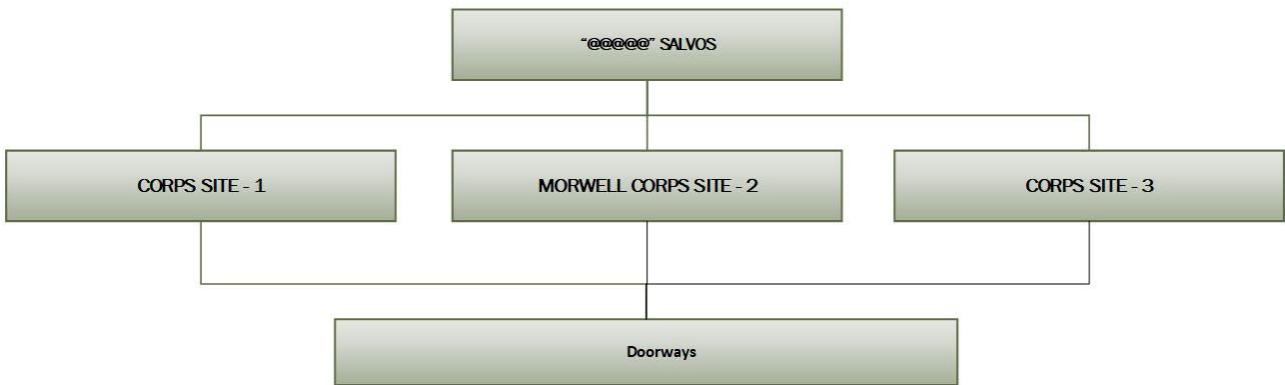 “@@@@@” SALVOS
CORPS SITE - 1
MORWELL CORPS SITE - 2
CORPS SITE - 3
Doorways